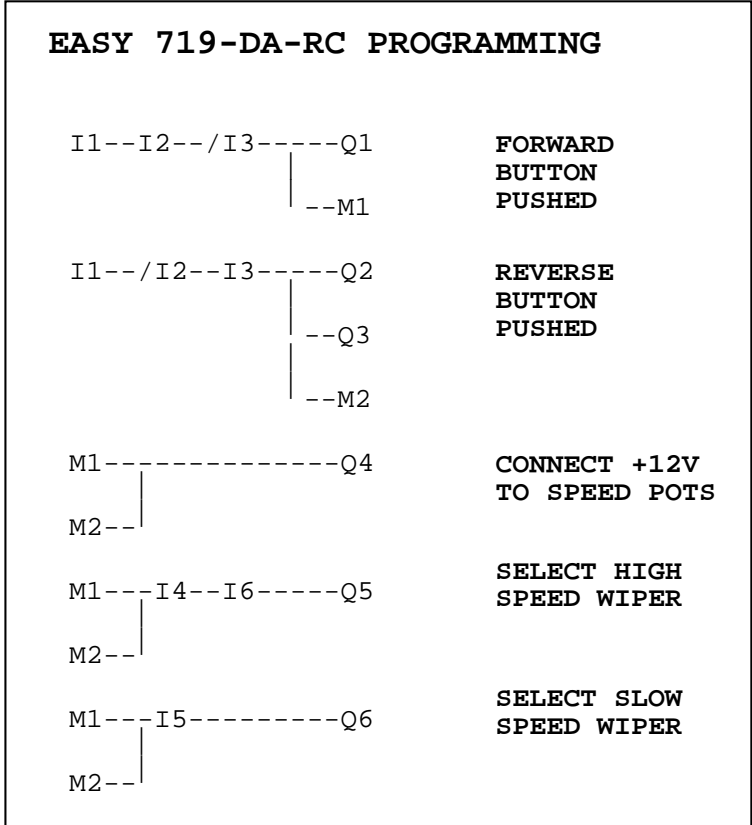 EASY 719-DA-RC PROGRAMMING
I1--I2--/I3-----Q1
--M1
FORWARD
BUTTON
PUSHED
I1--/I2--I3-----Q2
--Q3
--M2
REVERSE
BUTTON
PUSHED
M1--------------Q4
M2--
CONNECT +12V
TO SPEED POTS
M1---I4--I6-----Q5
M2--
SELECT HIGH
SPEED WIPER
M1---I5---------Q6
M2--
SELECT SLOW
SPEED WIPER